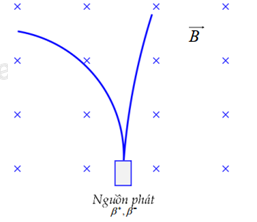 B
Nguồn phát
β⁺, β⁻